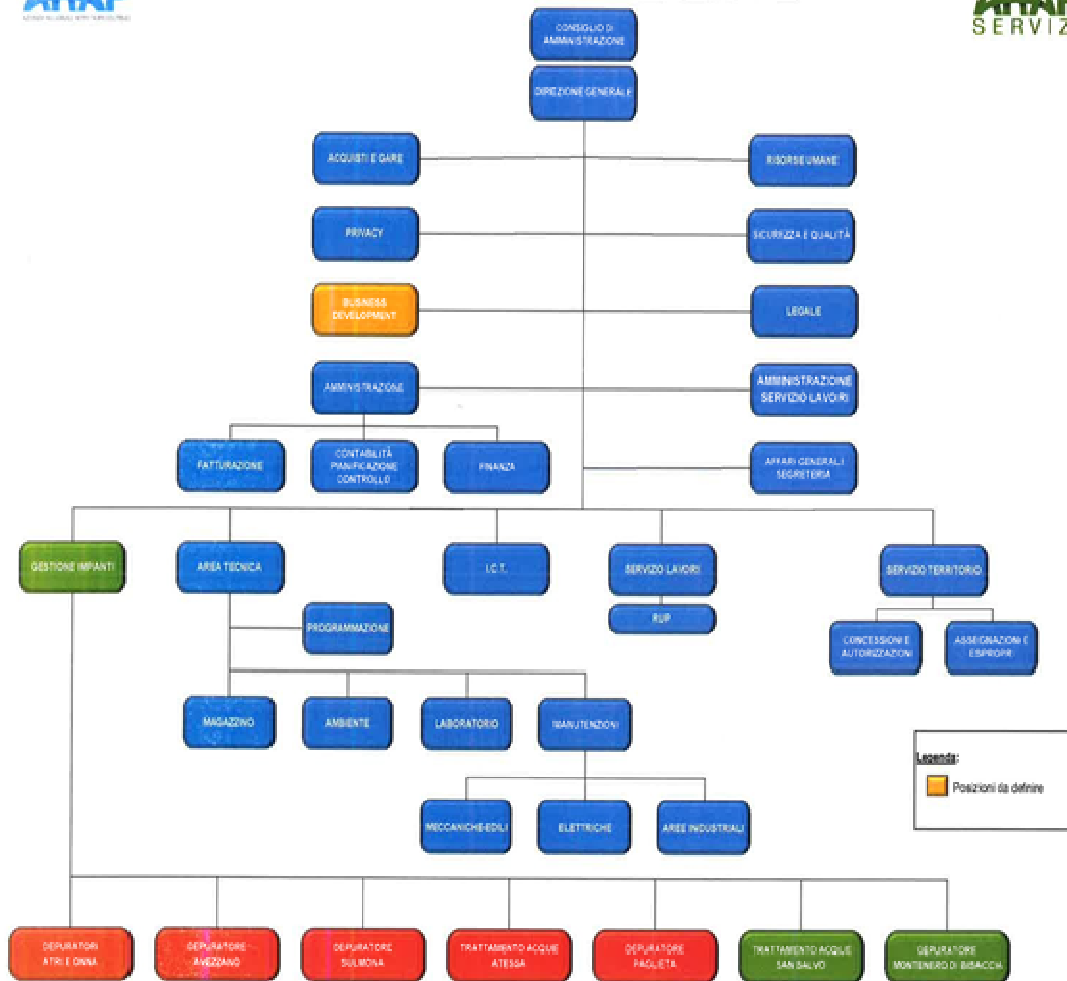 ARAP
SERVIZ
CONSIGLIO DI
AMMINISTRAZIONE
DIREZIONE GENERALE
ACQUISTI E GARE
RISORSE UMANE
PRIVACY
SICUREZZA E QUALITÀ
BUSINESS
DEVELOPMENT
LEGALE
AMMINISTRAZIONE
AMMINISTRAZIONE
SERVIZIO LAVOIRI
FATTURAZIONE
CONTABILITÀ
PIANIFICAZIONE
CONTROLLO
FINANZA
AFFARI GENERALI
SEGRETERIA
GESTIONE IMPIANTI
AREA TECNICA
I.C.T.
SERVIZIO LAVORI
SERVIZIO TERRITORIO
RUP
PROGRAMMAZIONE
CONCESSIONI E
AUTORIZZAZIONI
ASSEGNAZIONI E
ESPROPRI
MAGAZZINO
AMBIENTE
LABORATORIO
MANUTENZIONI
Legenda:
Posizioni da definire
MECCANICHE-EDILI
ELETTRICHE
AREE INDUSTRIALI
DEPURATORI
ATRI E ONNA
DEPURATORE
AVEZZANO
DEPURATORE
SULMONA
TRATTAMENTO ACQUE
ATESSA
DEPURATORE
PAGLIETA
TRATTAMENTO ACQUE
SAN SALVO
DEPURATORE
MONTENERO DI BISACCIA